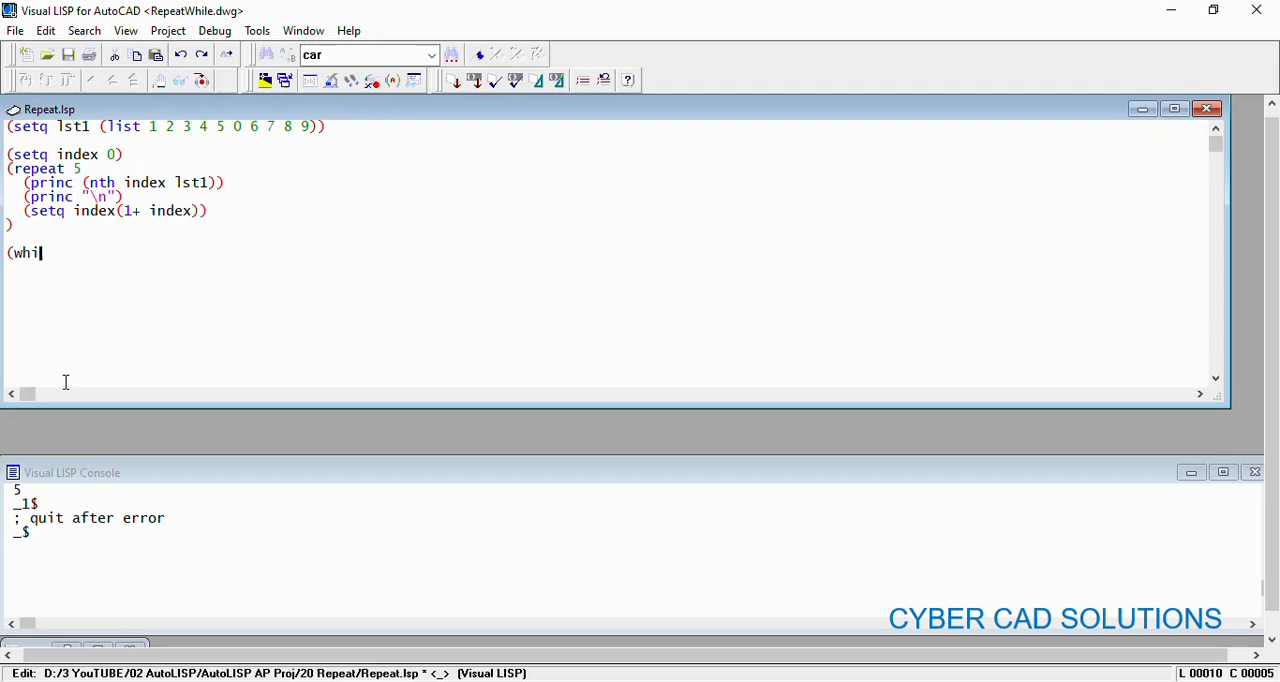 Visual LISP for AutoCAD <RepeatWhile.dwg>
File Edit Search View Project Debug Tools Window Help
car
Repeat.lsp
(setq lst1 (list 1 2 3 4 5 0 6 7 8 9))
(setq index 0)
(repeat 5
(princ (nth index lst1))
(princ "\n")
(setq index(1+ index))
)
(whi
Visual LISP Console
5
_1$
; quit after error
_$
CYBER CAD SOLUTIONS
Edit: D:/3 YouTUBE/02 AutoLISP/AutoLISP AP Proj/20 Repeat/Repeat.lsp * <_> (Visual LISP)
L 00010 C 00005